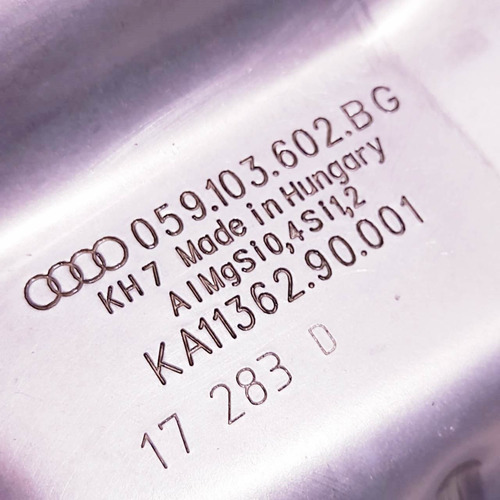 059.103.602.BG
KH7 Made in Hungary
AlMgSi0,4Si1,2
KA11362.90.001
17 283 D